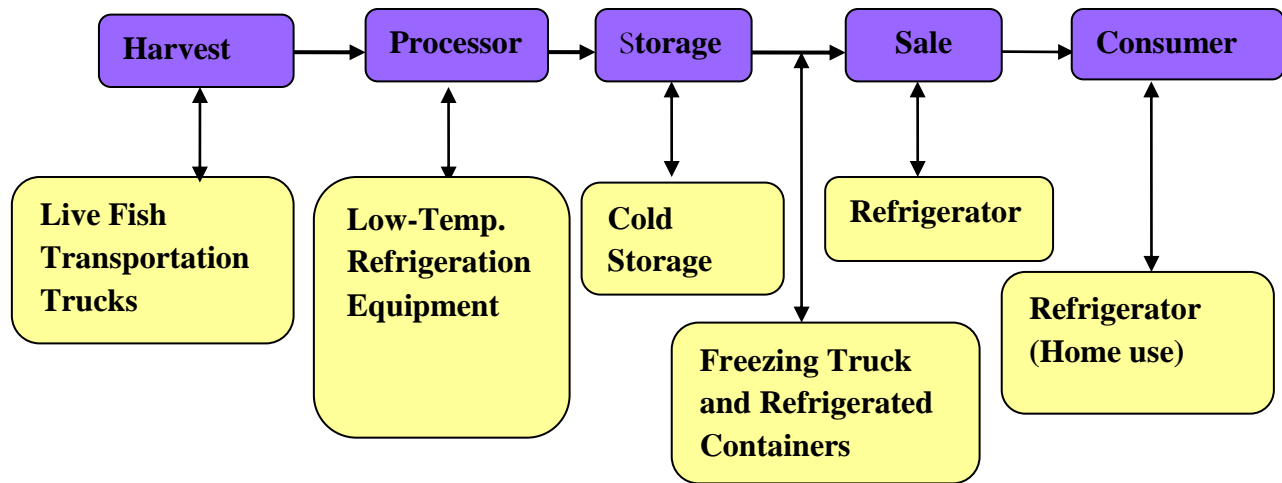 Harvest
Processor
Storage
Sale
Consumer
Live Fish
Transportation
Trucks
Low-Temp.
Refrigeration
Equipment
Cold
Storage
Refrigerator
Freezing Truck
and Refrigerated
Containers
Refrigerator
(Home use)